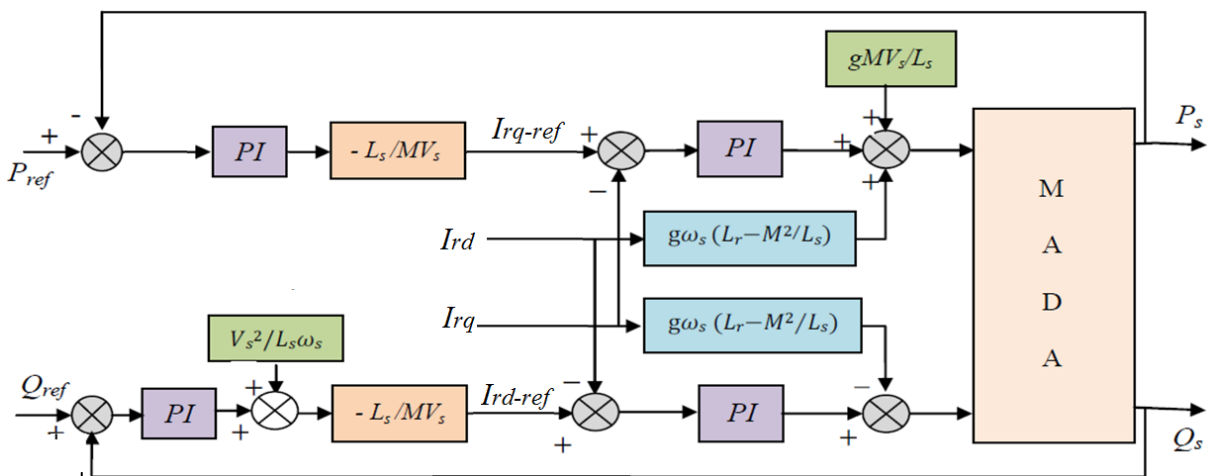 gMVs/Ls
-
+
Pref
PI
- Ls/MVs
Irq-ref
+
−
PI
+
+
+
Ps
Ird
gωs (Lr−M²/Ls)
Irq
gωs (Lr−M²/Ls)
M
A
D
A
Vs²/Lsωs
Qref
+
PI
+
+
- Ls/MVs
Ird-ref
−
+
PI
−
+
Qs